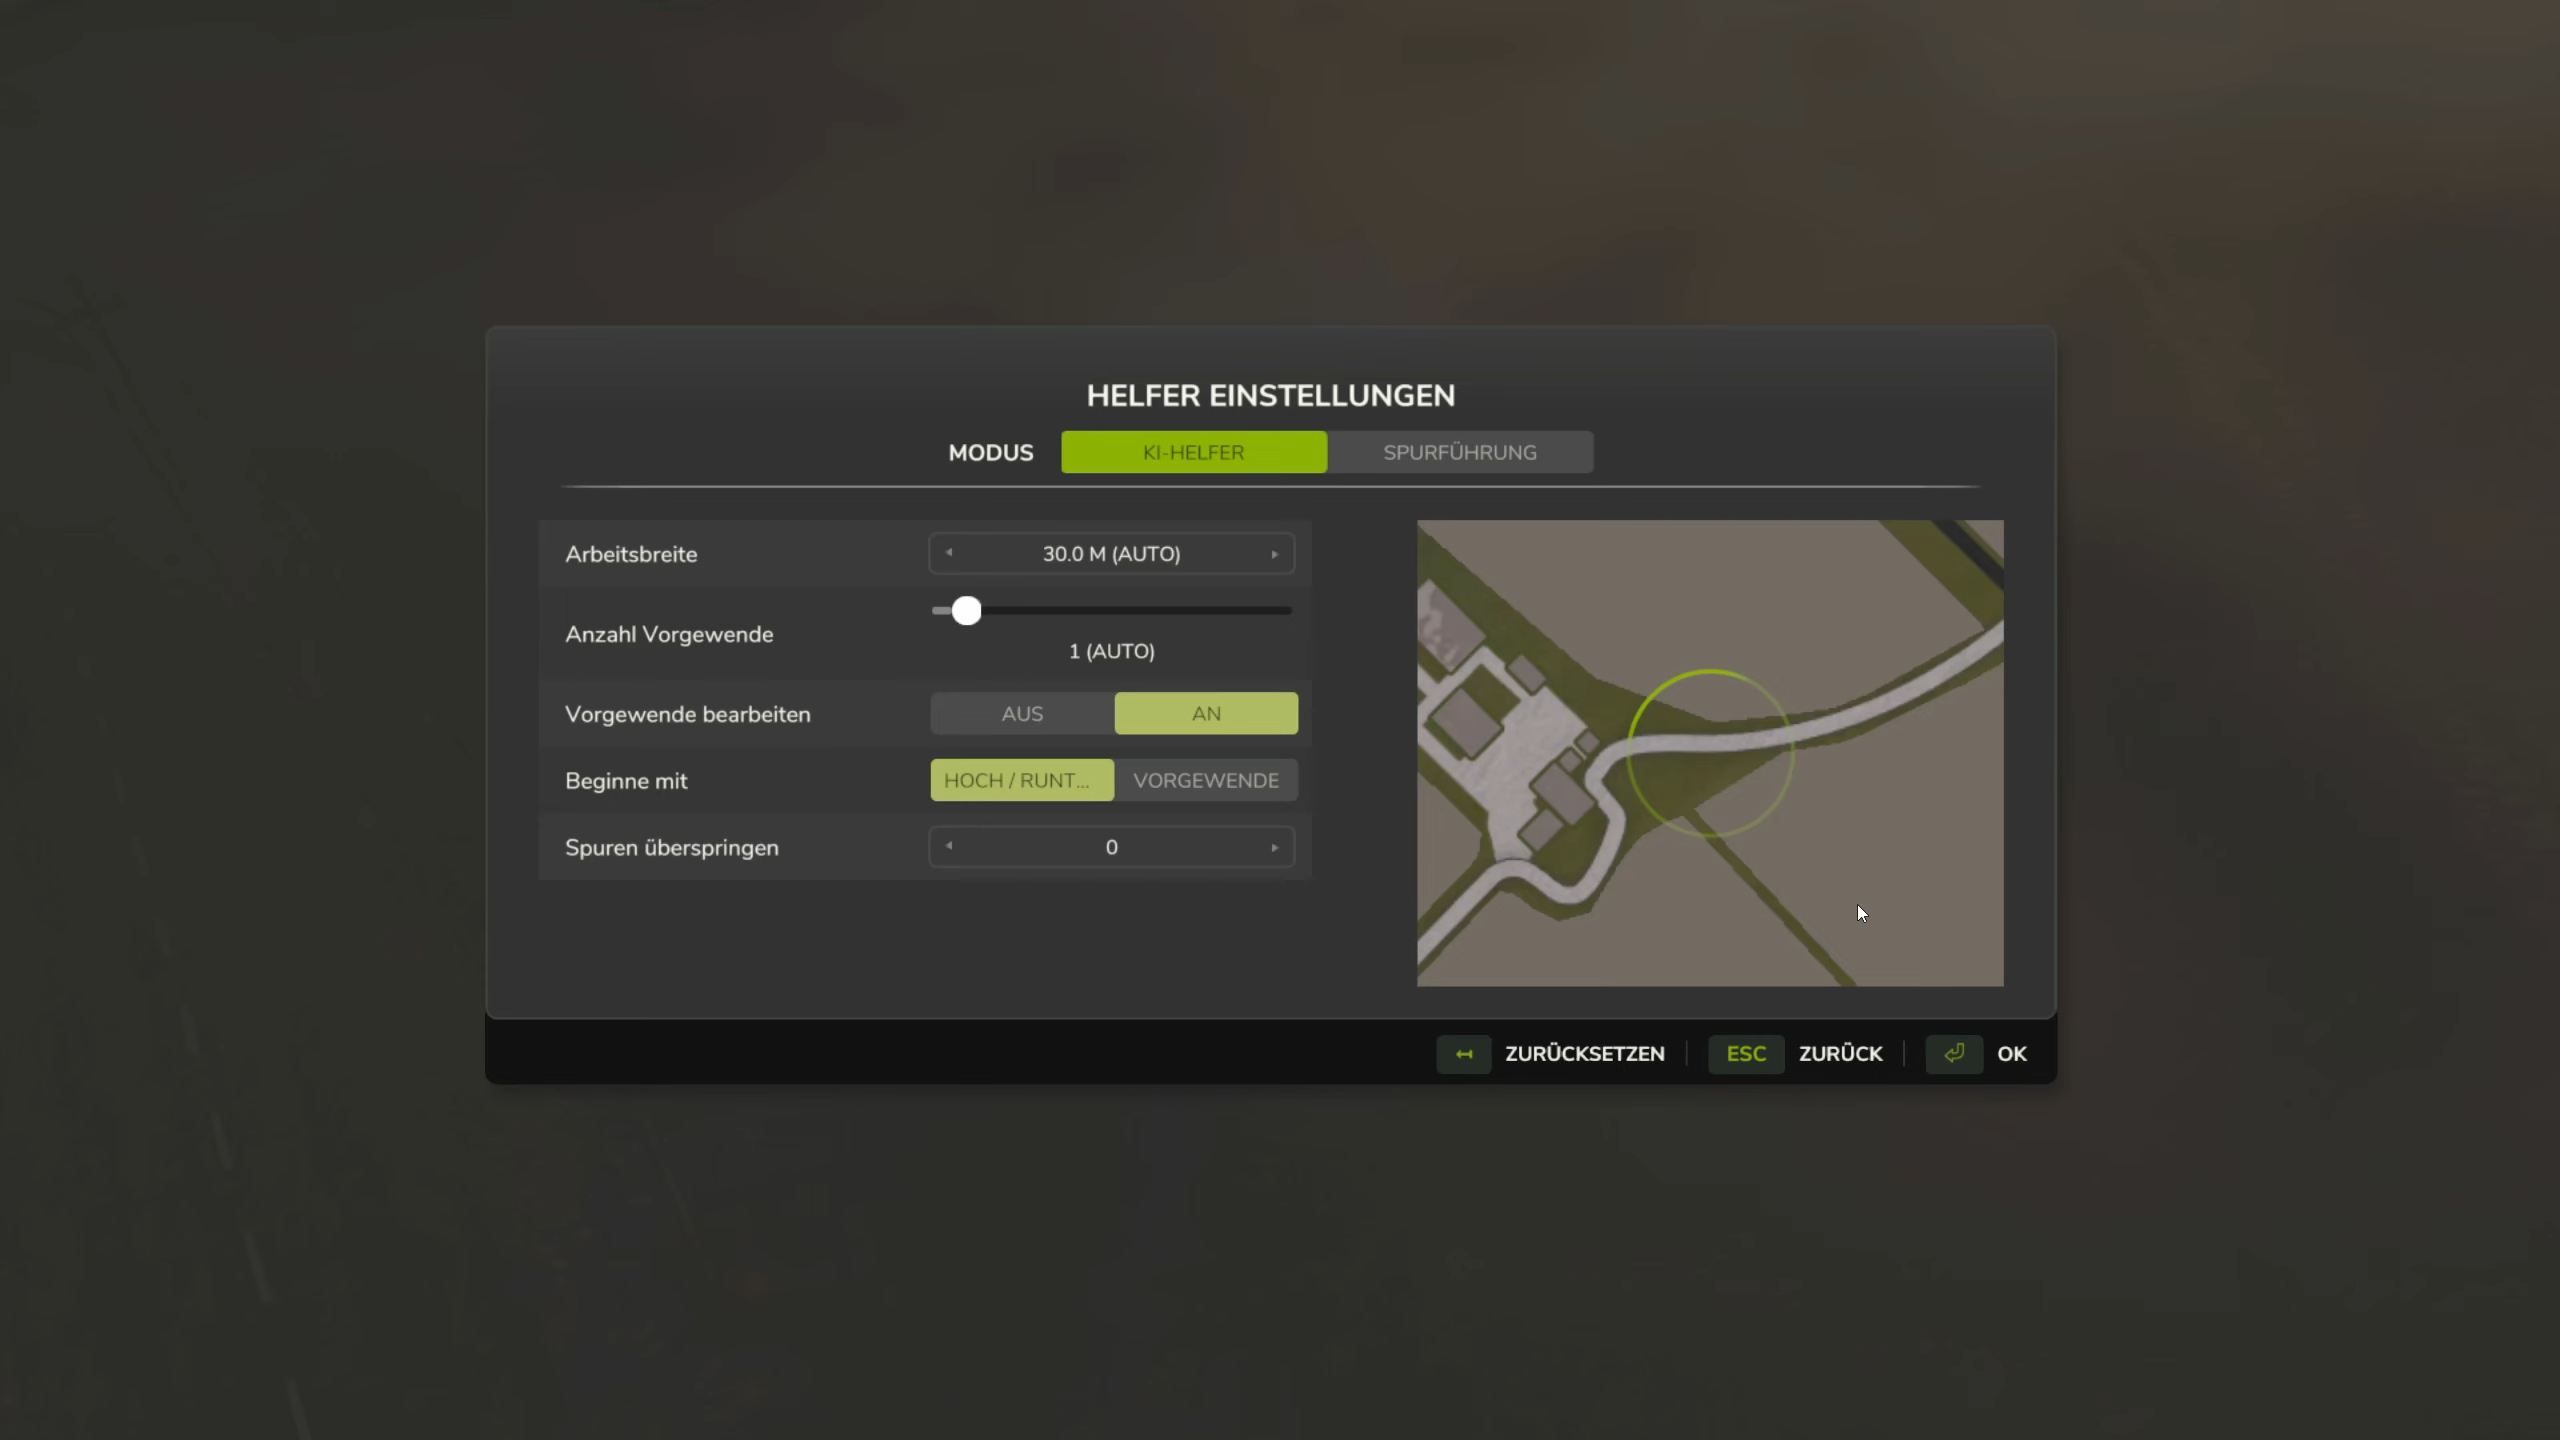 HELFER EINSTELLUNGEN
MODUS KI-HELFER SPURFÜHRUNG
Arbeitsbreite 30.0 M (AUTO)
Anzahl Vorgewende 1 (AUTO)
Vorgewende bearbeiten AUS AN
Beginne mit HOCH / RUNT... VORGEWENDE
Spuren überspringen 0
ZURÜCKSETZEN ESC ZURÜCK OK